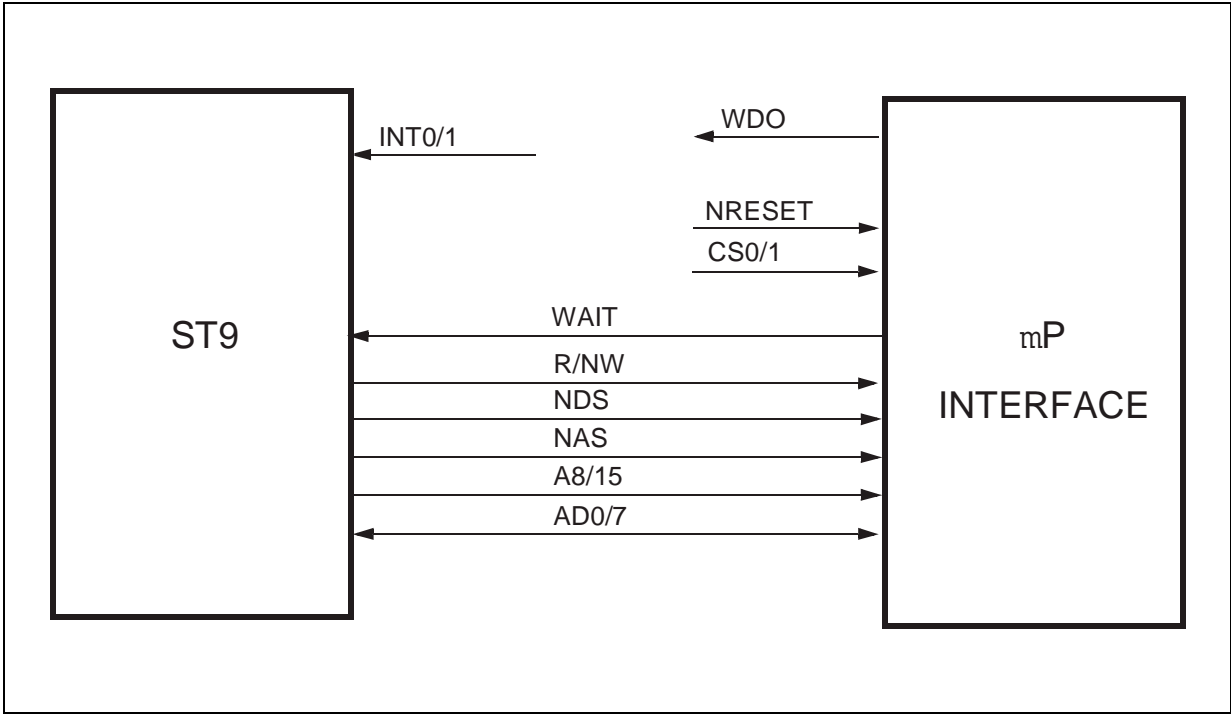 WDO
INT0/1
NRESET
CS0/1
WAIT
ST9
mP
R/NW
INTERFACE
NDS
NAS
A8/15
AD0/7